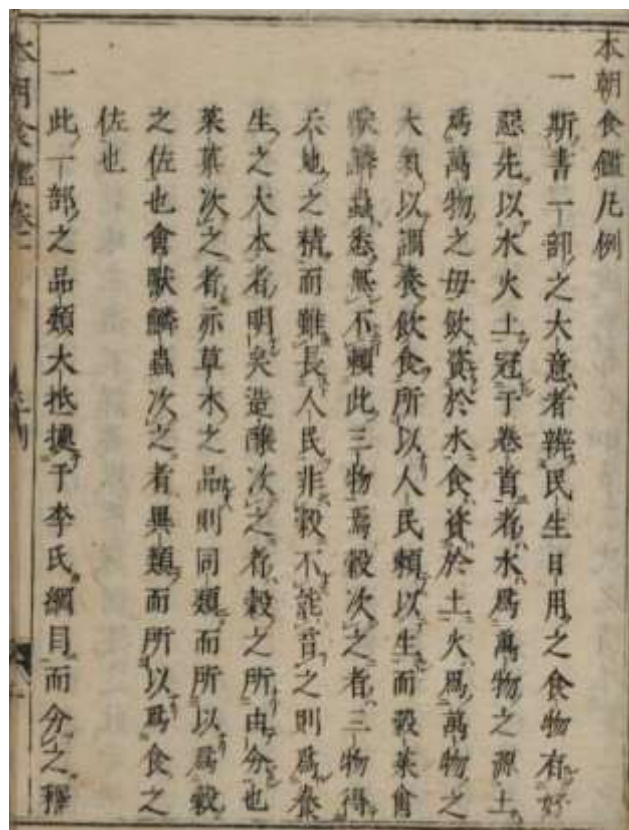 本朝食鑑凡例
一 斯書一部之大意者辨民生日用之食物有好
惡先以水火土冠于卷首者水爲萬物之源土
爲萬物之母飲資於水食資於土火爲萬物之
大氣以調養飲食所以人民賴以生而穀菜禽
獸鱗蟲悉無不賴此三物焉穀次之者三物得
天地之精而難長人民非穀不能育之則爲養
生之大本者明矣造釀次之者穀之所由分也
菜菓次之者亦草木之品則同類而所以爲穀
之佐也禽獸鱗蟲次之者異類而所以爲食之
佐也
一 此一部之品類大抵據于李氏綱目而分之釋
本朝食鑑卷一